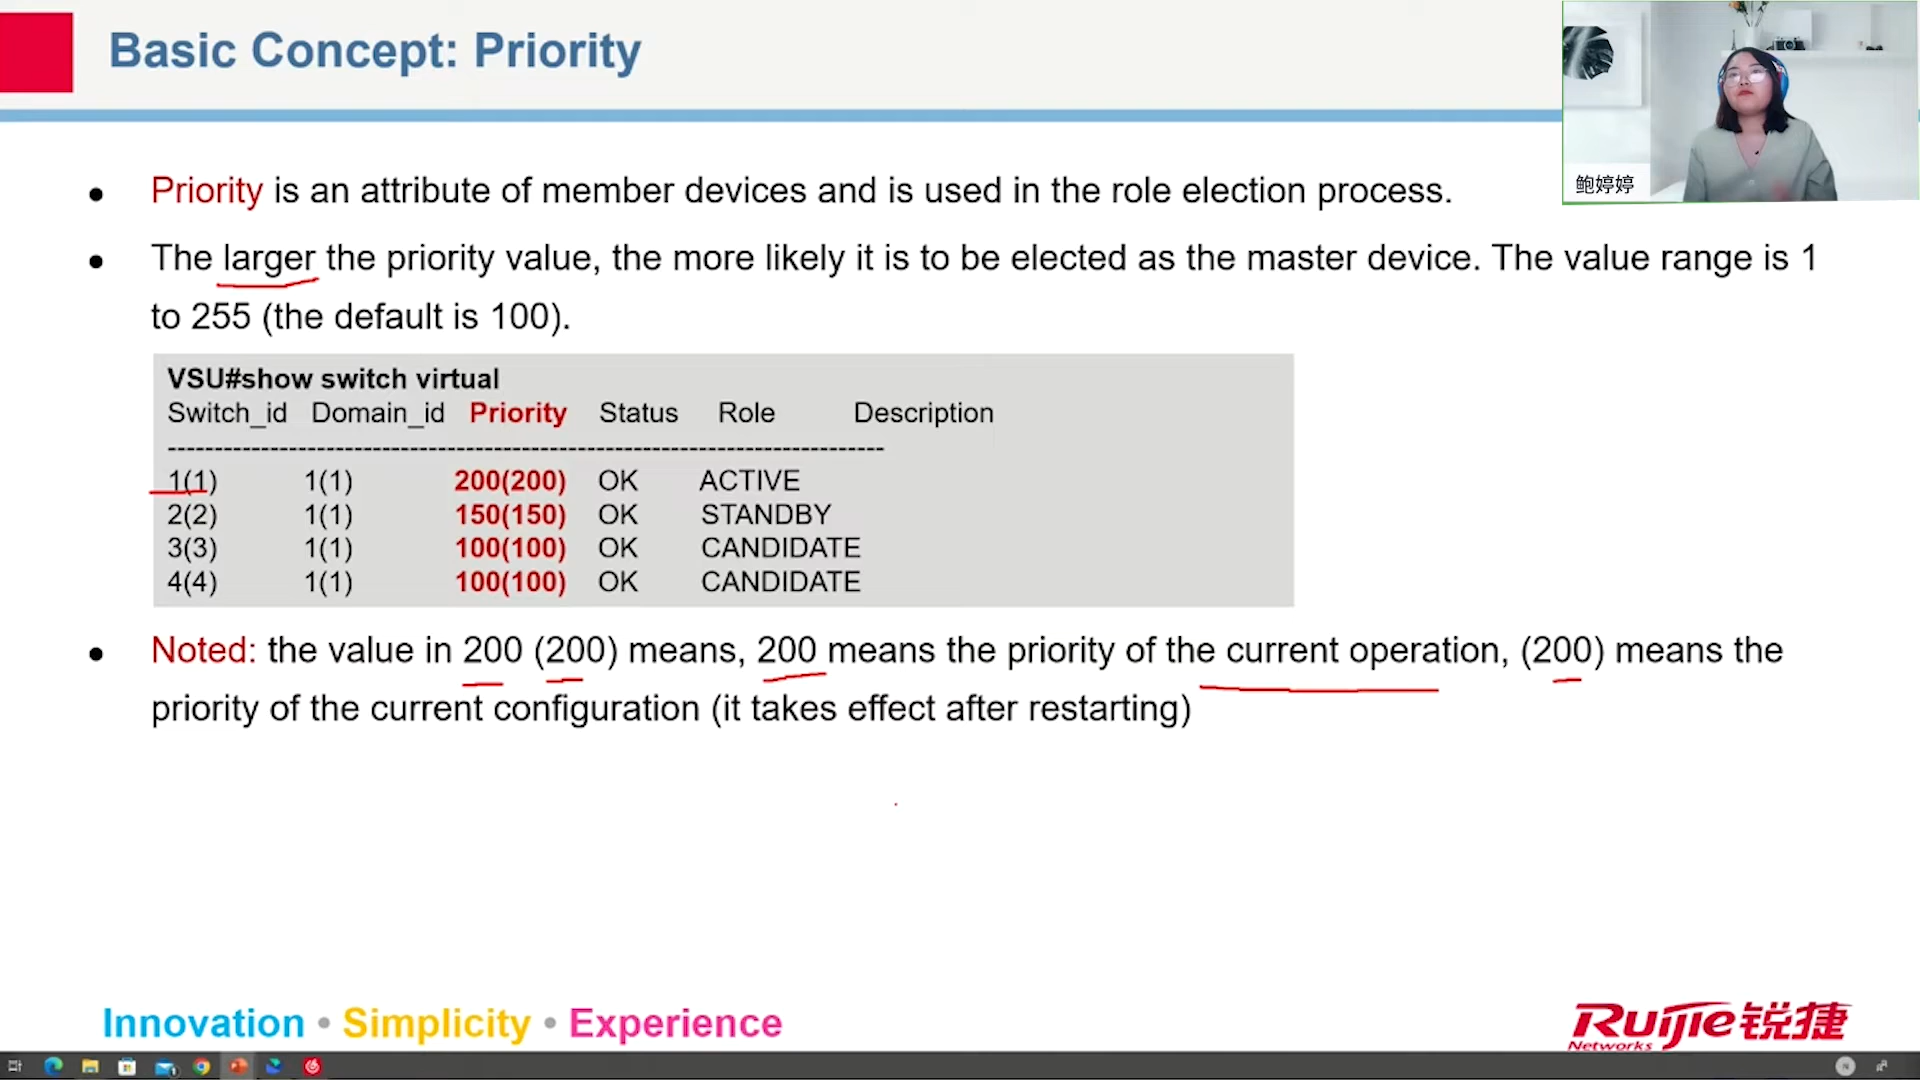 Basic Concept: Priority
鲍婷婷
Priority is an attribute of member devices and is used in the role election process.
The larger the priority value, the more likely it is to be elected as the master device. The value range is 1
to 255 (the default is 100).
VSU#show switch virtual
Switch_id Domain_id Priority Status Role Description
--------------------------------------------------------------------------------
1(1) 1(1) 200(200) OK ACTIVE
2(2) 1(1) 150(150) OK STANDBY
3(3) 1(1) 100(100) OK CANDIDATE
4(4) 1(1) 100(100) OK CANDIDATE
Noted: the value in 200 (200) means, 200 means the priority of the current operation, (200) means the
priority of the current configuration (it takes effect after restarting)
Innovation • Simplicity • Experience
Ruijie锐捷
Networks